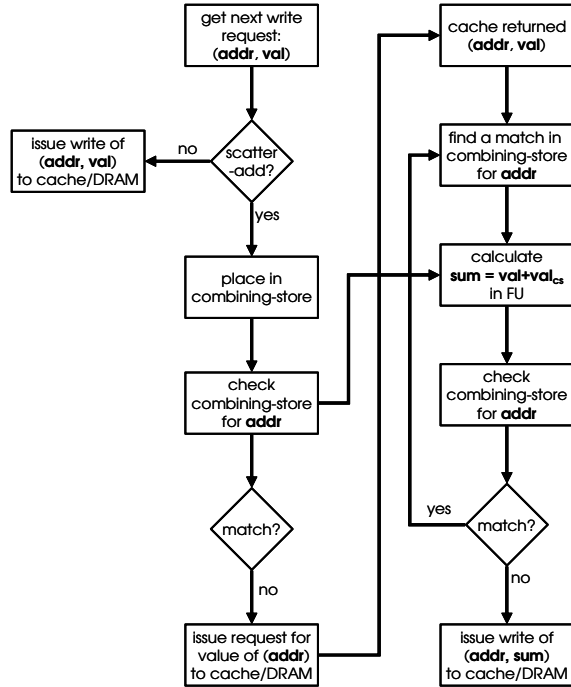 get next write
request:
(addr, val)
scatter
-add?
no
issue write of
(addr, val)
to cache/DRAM
yes
place in
combining-store
check
combining-store
for addr
match?
no
issue request for
value of (addr)
to cache/DRAM
cache returned
(addr, val)
find a match in
combining-store
for addr
calculate
sum = val+valcs
in FU
check
combining-store
for addr
match?
yes
no
issue write of
(addr, sum)
to cache/DRAM